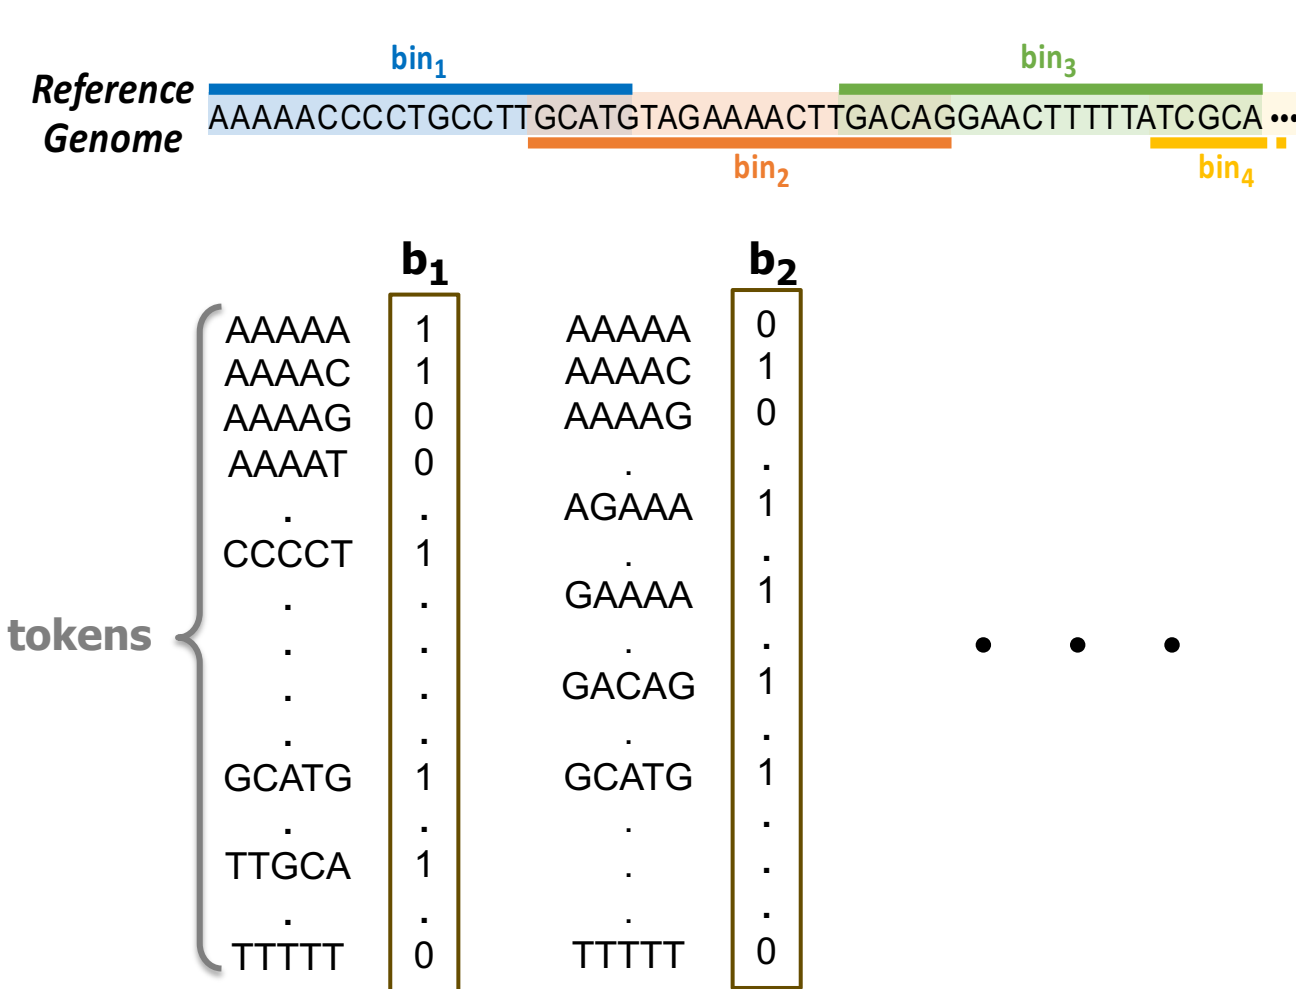 bin1 bin3
Reference
Genome
AAAAACCCCTGCCTTGCATGTAGAAAACTTGACAGGAACTTTTTATCGCA •••
bin2 bin4
b1 b2
AAAAA 1 AAAAA 0
AAAAC 1 AAAAC 1
AAAAG 0 AAAAG 0
AAAAT 0 . .
. . AGAAA 1
CCCCT 1 . .
. . GAAAA 1
tokens
. . . .
• • •
. . GACAG 1
. . . .
GCATG 1 GCATG 1
. . . .
TTGCA 1 . .
. . . .
TTTTT 0 TTTTT 0